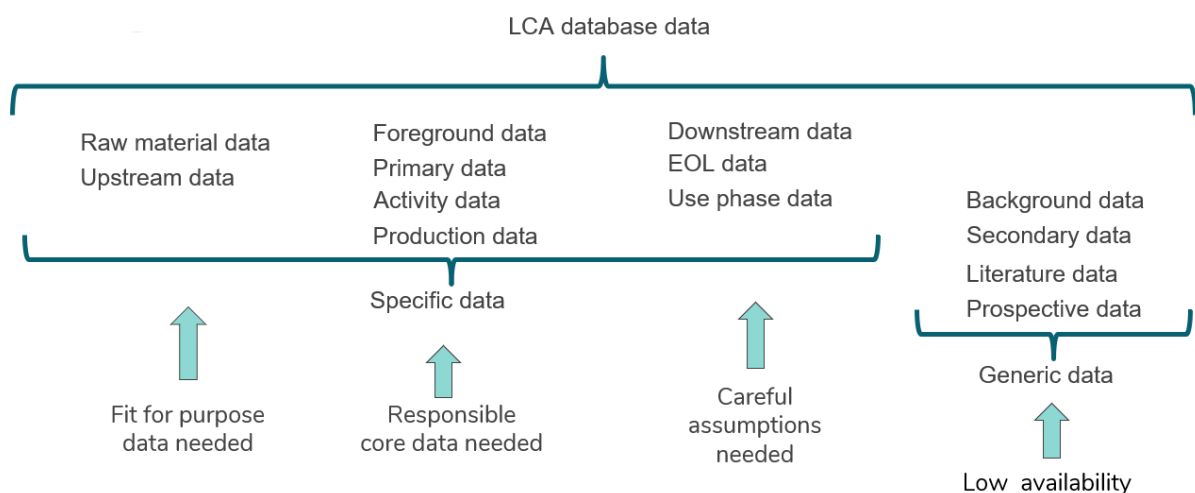 LCA database data
Raw material data
Upstream data
Foreground data
Primary data
Activity data
Production data
Downstream data
EOL data
Use phase data
Background data
Secondary data
Literature data
Prospective data
Specific data
Generic data
Fit for purpose
data needed
Responsible
core data needed
Careful
assumptions
needed
Low availability